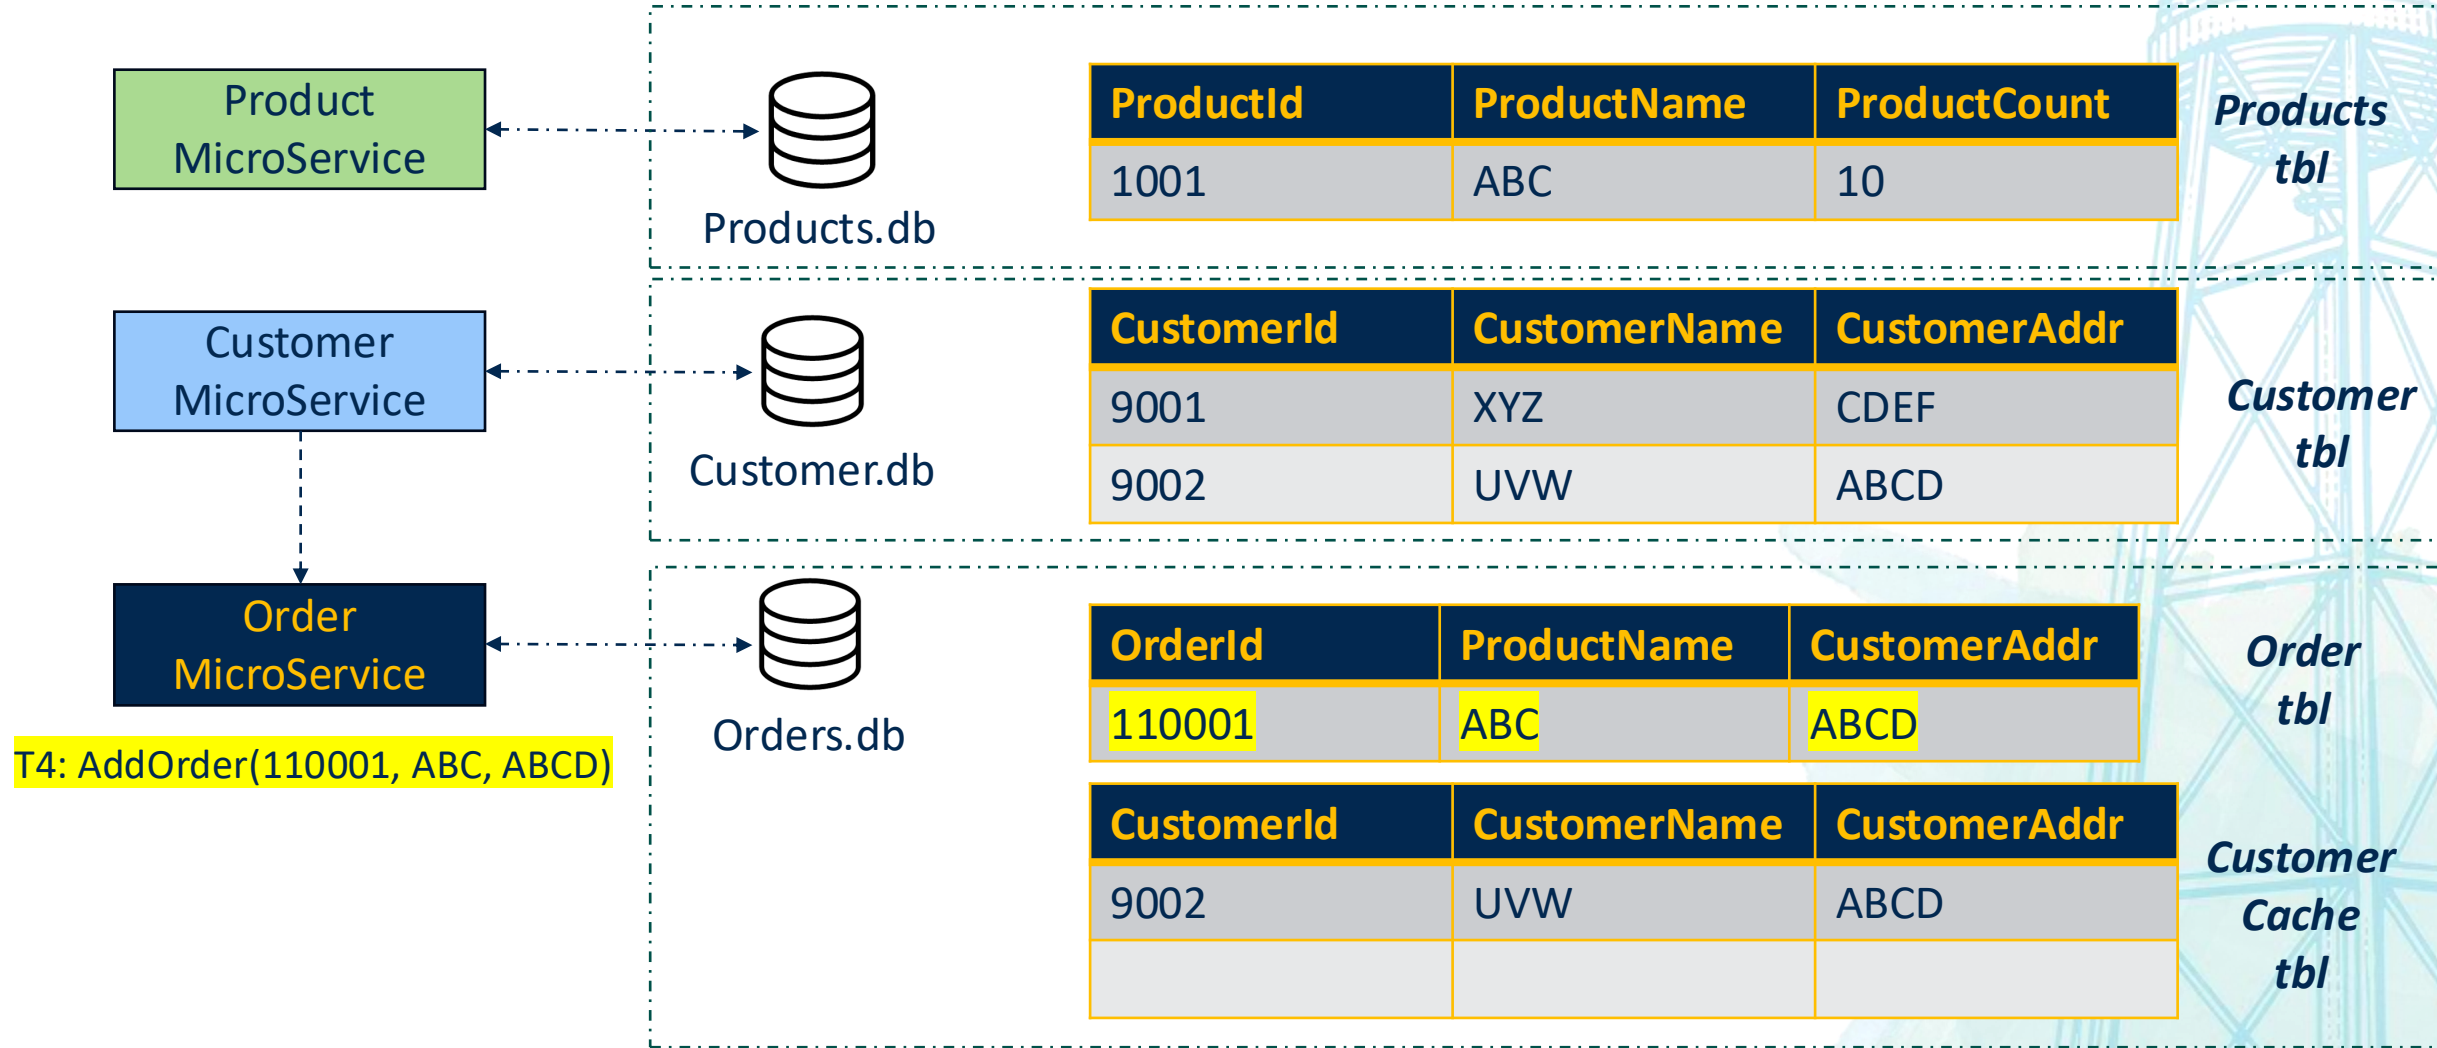 Product
MicroService
Products.db
ProductId ProductName ProductCount
1001 ABC 10
Products
tbl
Customer
MicroService
Customer.db
CustomerId CustomerName CustomerAddr
9001 XYZ CDEF
9002 UVW ABCD
Customer
tbl
Order
MicroService
T4: AddOrder(110001, ABC, ABCD)
Orders.db
OrderId ProductName CustomerAddr
110001 ABC ABCD
Order
tbl
CustomerId CustomerName CustomerAddr
9002 UVW ABCD
Customer
Cache
tbl